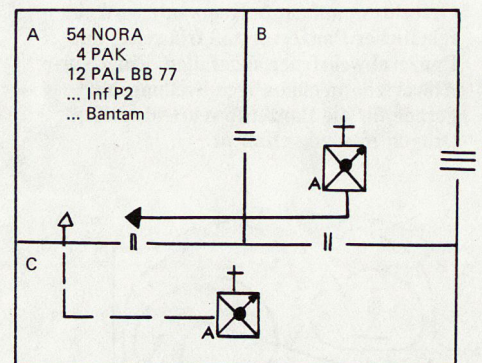 A
54 NORA
4 PAK
12 PAL BB 77
... Inf P2
... Bantam
B
A
C
A